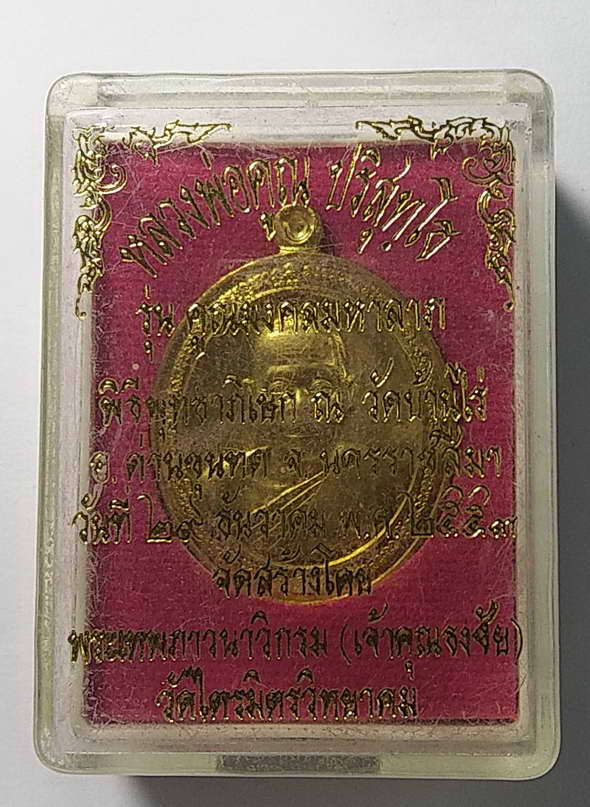 หลวงพ่อคูณ ปริสุทฺโธ
รุ่น คูณมงคลมหาลาภ
พิธีพุทธาภิเษก ณ วัดบ้านไร่
อ.ด่านขุนทด จ.นครราชสีมา
วันที่ ๒๙ ธันวาคม พ.ศ. ๒๕๕๓
จัดสร้างโดย
พระเทพภาวนาวิกรม (เจ้าคุณธงชัย)
วัดไตรมิตรวิทยาคม